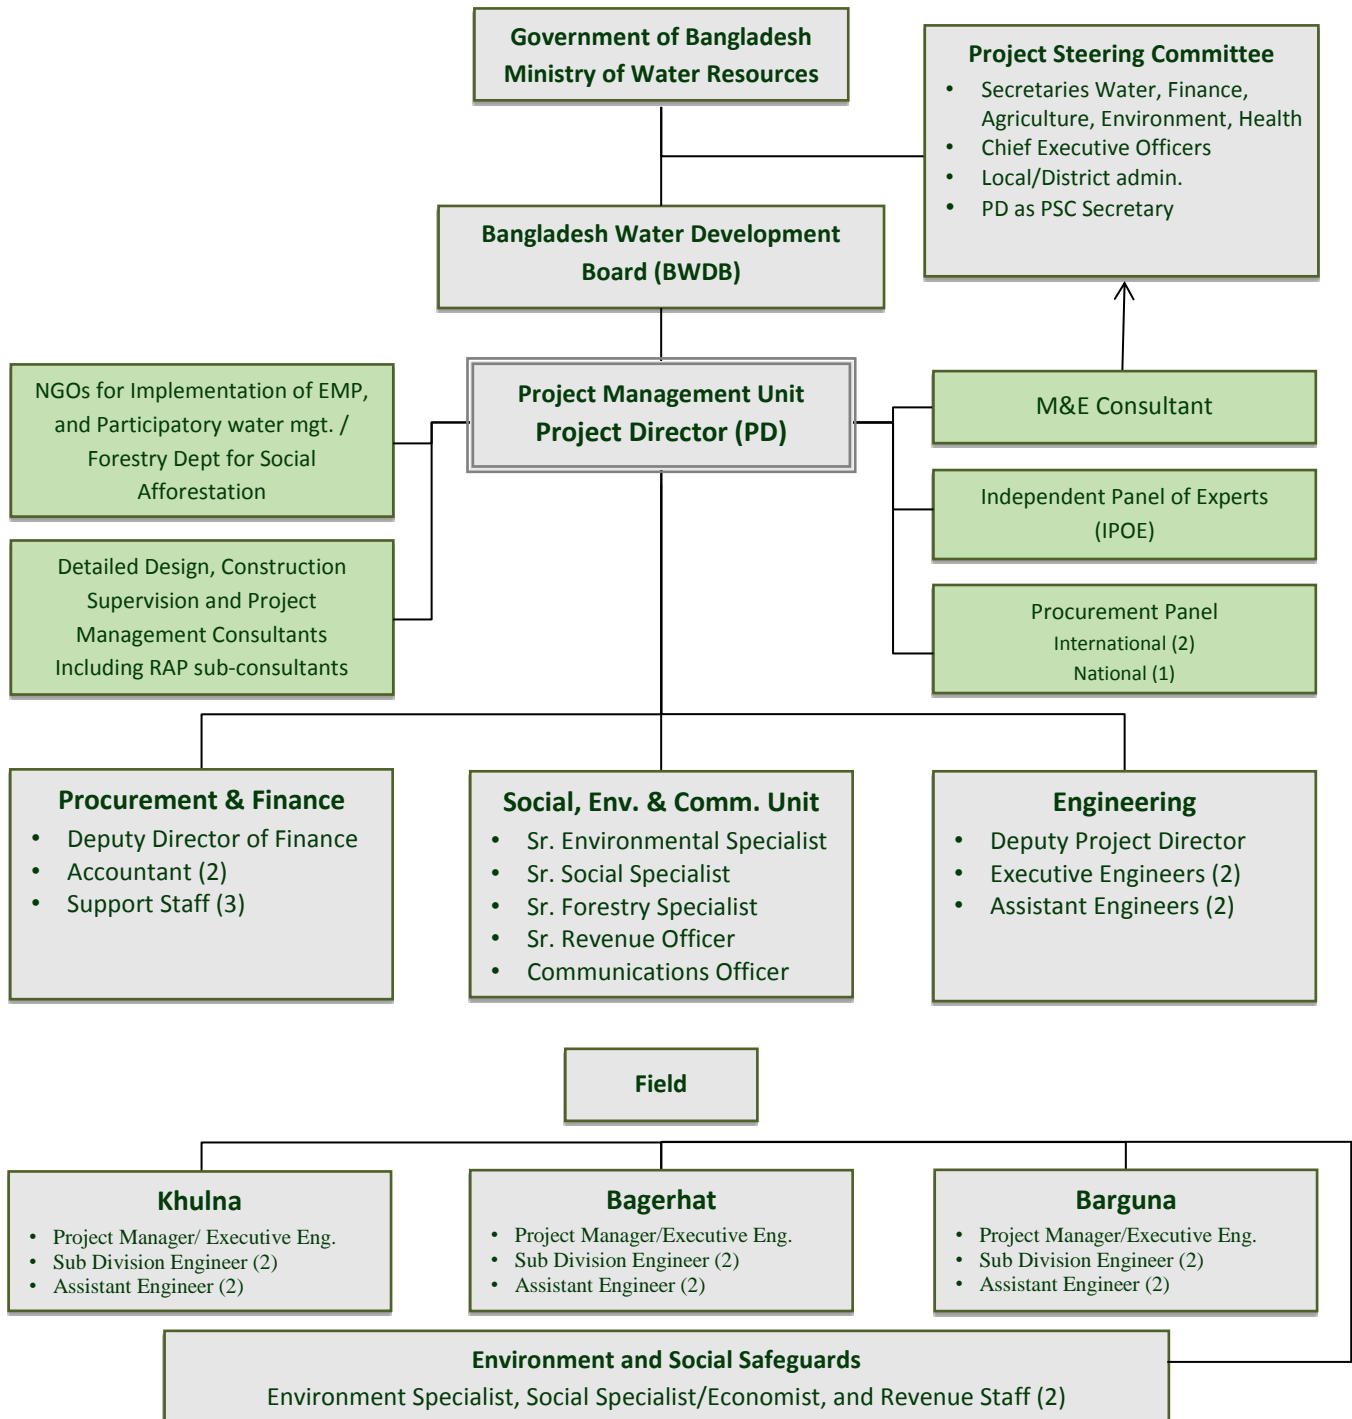 Government of Bangladesh
Ministry of Water Resources
Project Steering Committee
• Secretaries Water, Finance,
Agriculture, Environment, Health
• Chief Executive Officers
• Local/District admin.
• PD as PSC Secretary
Bangladesh Water Development
Board (BWDB)
NGOs for Implementation of EMP,
and Participatory water mgt. /
Forestry Dept for Social
Afforestation
Project Management Unit
Project Director (PD)
M&E Consultant
Independent Panel of Experts
(IPOE)
Detailed Design, Construction
Supervision and Project
Management Consultants
Including RAP sub-consultants
Procurement Panel
International (2)
National (1)
Procurement & Finance
• Deputy Director of Finance
• Accountant (2)
• Support Staff (3)
Social, Env. & Comm. Unit
• Sr. Environmental Specialist
• Sr. Social Specialist
• Sr. Forestry Specialist
• Sr. Revenue Officer
• Communications Officer
Engineering
• Deputy Project Director
• Executive Engineers (2)
• Assistant Engineers (2)
Field
Khulna
• Project Manager/ Executive Eng.
• Sub Division Engineer (2)
• Assistant Engineer (2)
Bagerhat
• Project Manager/Executive Eng.
• Sub Division Engineer (2)
• Assistant Engineer (2)
Barguna
• Project Manager/Executive Eng.
• Sub Division Engineer (2)
• Assistant Engineer (2)
Environment and Social Safeguards
Environment Specialist, Social Specialist/Economist, and Revenue Staff (2)